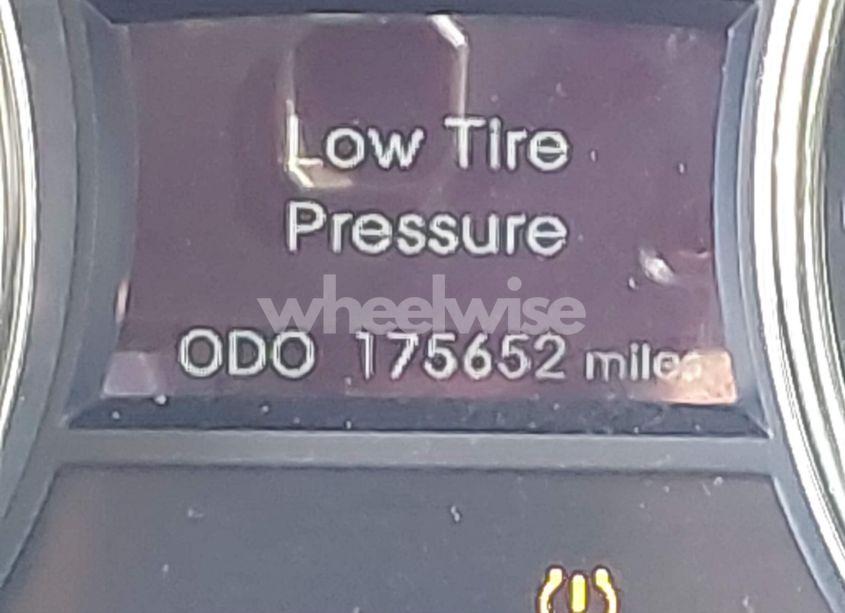 Low Tire
Pressure
wheelwise
ODO 175652 miles